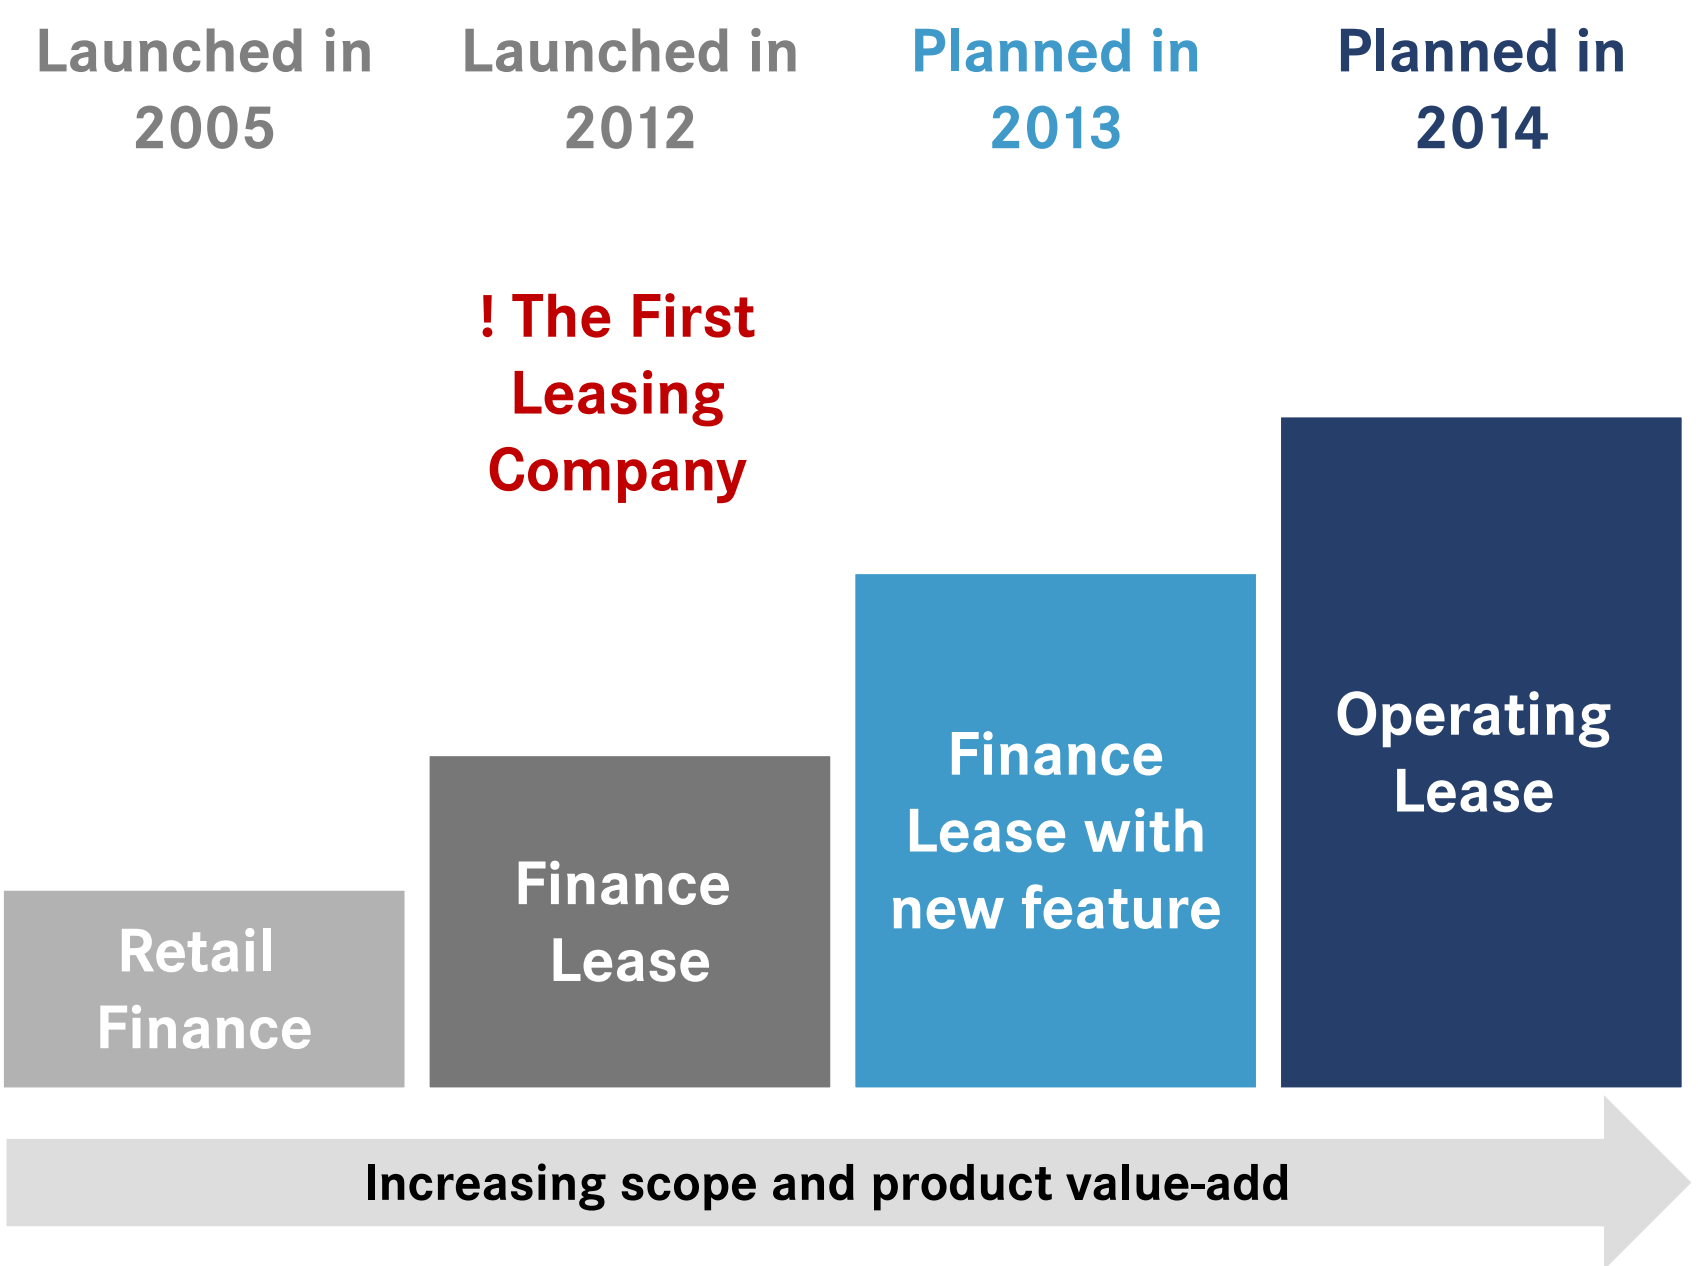 Launched in
2005
Launched in
2012
Planned in
2013
Planned in
2014
! The First
Leasing
Company
Retail
Finance
Finance
Lease
Finance
Lease with
new feature
Operating
Lease
Increasing scope and product value-add